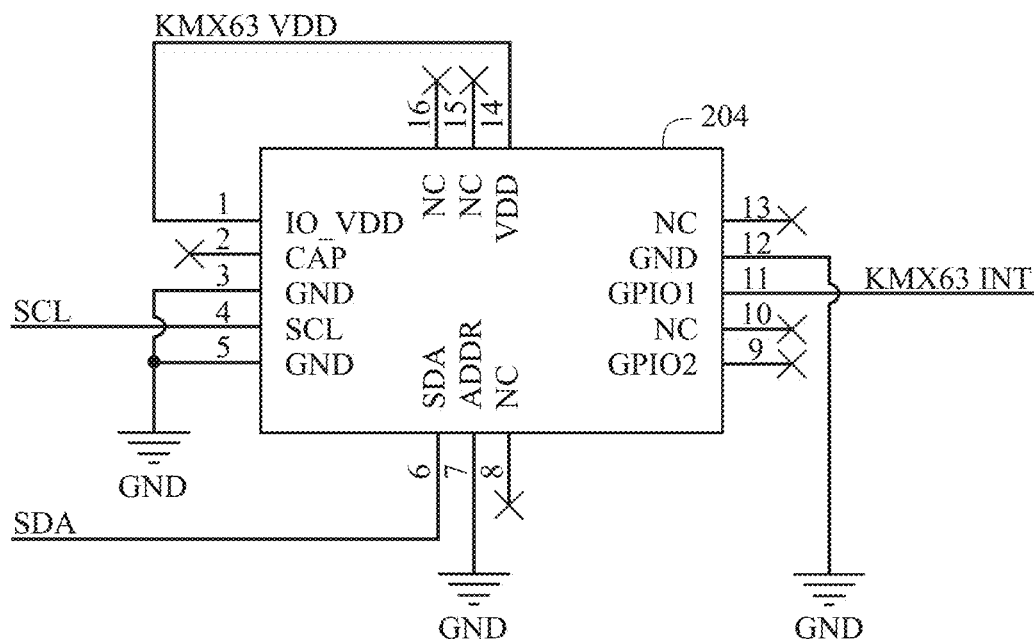 KMX63 VDD
16
15
14
204
NC
NC
VDD
1
IO_VDD
2
CAP
3
GND
SCL
4
SCL
5
GND
NC
13
GND
12
GPIO1
11
KMX63 INT
NC
10
GPIO2
9
SDA
ADDR
NC
6
7
8
GND
SDA
GND
GND